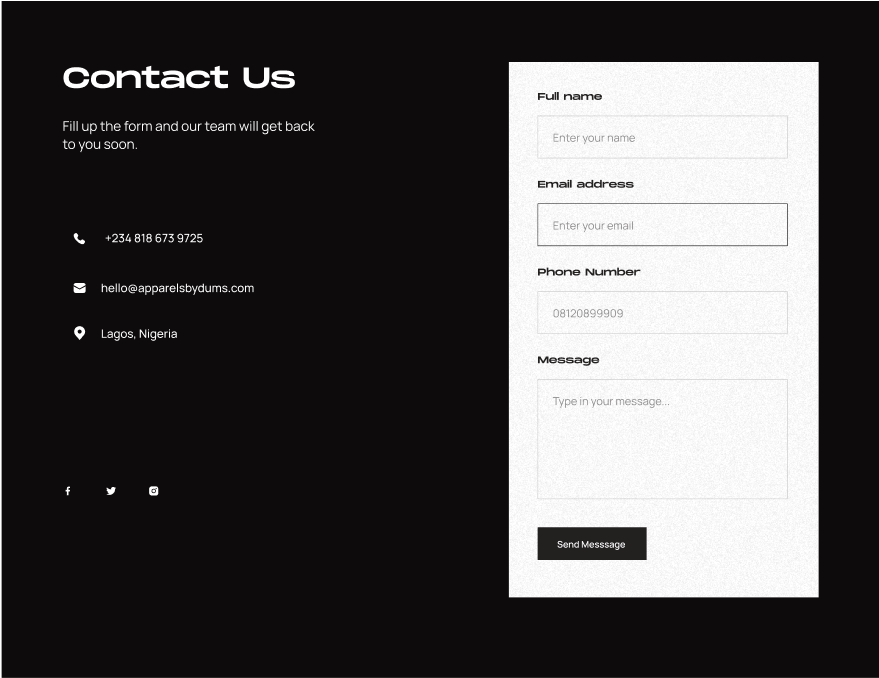 Contact Us
Fill up the form and our team will get back
to you soon.
+234 818 673 9725
hello@apparelsbydums.com
Lagos, Nigeria
Full name
Enter your name
Email address
Enter your email
Phone Number
08120899909
Message
Type in your message...
Send Messsage